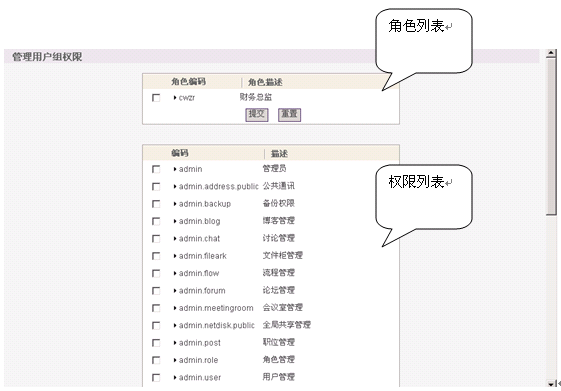 角色列表
管理用户组权限
角色编码 角色描述
cwzr 财务总监
提交 重置
编码 描述
admin 管理员
admin.address.public 公共通讯
admin.backup 备份权限
权限列表
admin.blog 博客管理
admin.chat 讨论管理
admin.fileark 文件柜管理
admin.flow 流程管理
admin.forum 论坛管理
admin.meetingroom 会议室管理
admin.netdisk.public 全局共享管理
admin.post 职位管理
admin.role 角色管理
admin.user 用户管理